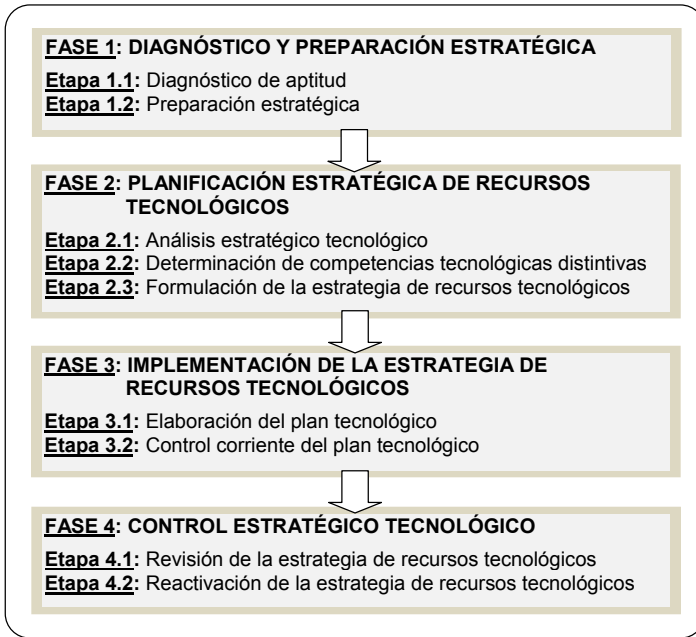 FASE 1: DIAGNÓSTICO Y PREPARACIÓN ESTRATÉGICA
Etapa 1.1: Diagnóstico de aptitud
Etapa 1.2: Preparación estratégica
FASE 2: PLANIFICACIÓN ESTRATÉGICA DE RECURSOS
TECNOLÓGICOS
Etapa 2.1: Análisis estratégico tecnológico
Etapa 2.2: Determinación de competencias tecnológicas distintivas
Etapa 2.3: Formulación de la estrategia de recursos tecnológicos
FASE 3: IMPLEMENTACIÓN DE LA ESTRATEGIA DE
RECURSOS TECNOLÓGICOS
Etapa 3.1: Elaboración del plan tecnológico
Etapa 3.2: Control corriente del plan tecnológico
FASE 4: CONTROL ESTRATÉGICO TECNOLÓGICO
Etapa 4.1: Revisión de la estrategia de recursos tecnológicos
Etapa 4.2: Reactivación de la estrategia de recursos tecnológicos